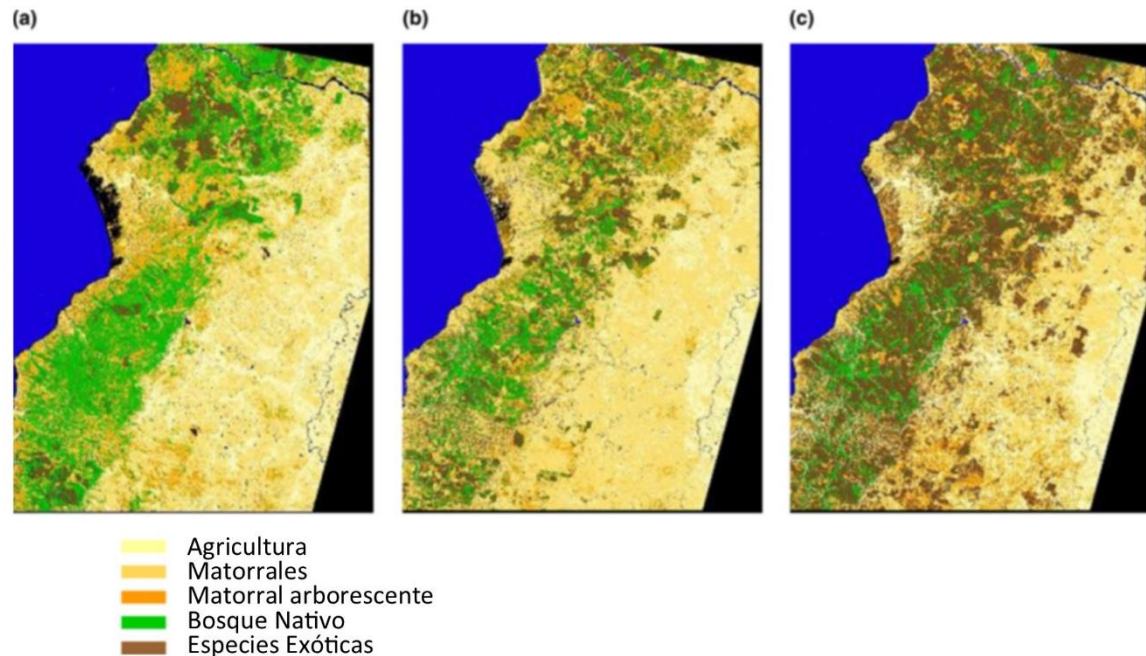 (a)
(b)
(c)
Agricultura
Matorrales
Matorral arborescente
Bosque Nativo
Especies Exóticas